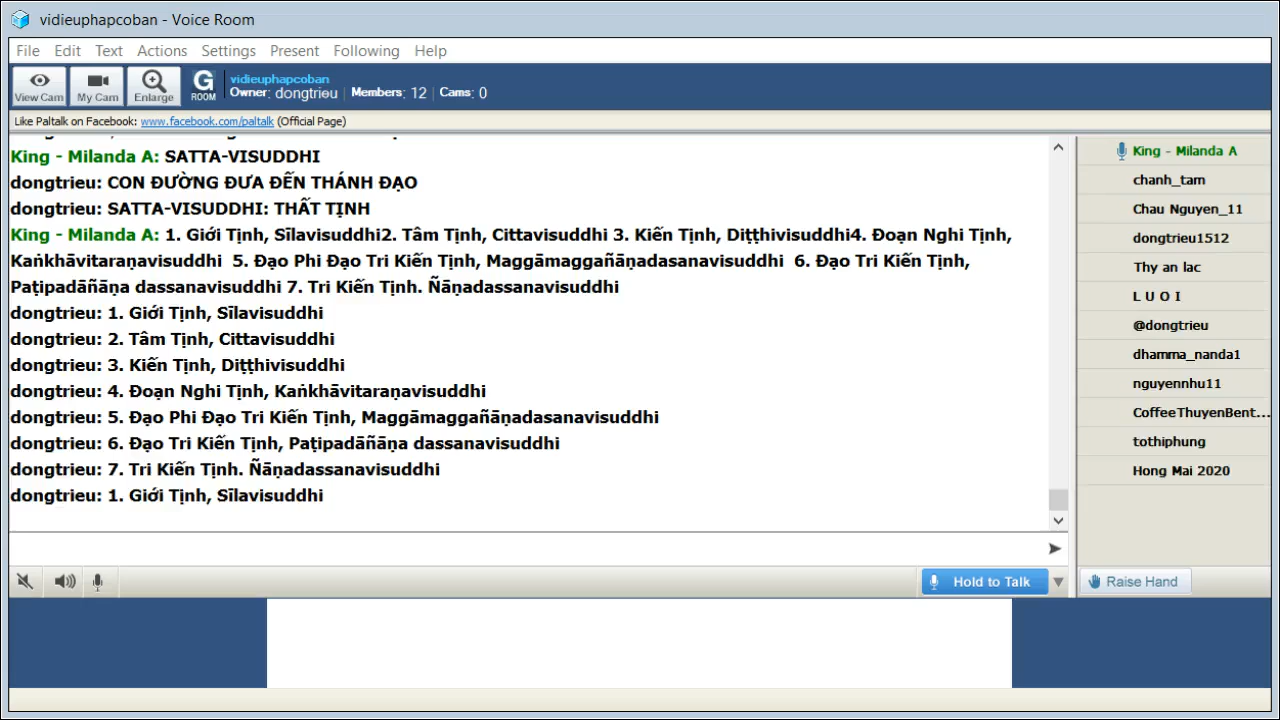 vidieuphapcoban - Voice Room
File Edit Text Actions Settings Present Following Help
View Cam My Cam Enlarge G ROOM
vidieuphapcoban
Owner: dongtrieu | Members: 12 | Cams: 0
Like Paltalk on Facebook: www.facebook.com/paltalk (Official Page)
King - Milanda A: SATTA-VISUDDHI
dongtrieu: CON ĐƯỜNG ĐƯA ĐẾN THÁNH ĐẠO
dongtrieu: SATTA-VISUDDHI: THẤT TỊNH
King - Milanda A: 1. Giới Tịnh, Sīlavisuddhi2. Tâm Tịnh, Cittavisuddhi 3. Kiến Tịnh, Diṭṭhivisuddhi4. Đoạn Nghi Tịnh,
Kaṅkhāvitaraṇavisuddhi 5. Đạo Phi Đạo Tri Kiến Tịnh, Maggāmaggañāṇadasanavisuddhi 6. Đạo Tri Kiến Tịnh,
Paṭipadāñāṇa dassanavisuddhi 7. Tri Kiến Tịnh. Ñāṇadassanavisuddhi
dongtrieu: 1. Giới Tịnh, Sīlavisuddhi
dongtrieu: 2. Tâm Tịnh, Cittavisuddhi
dongtrieu: 3. Kiến Tịnh, Diṭṭhivisuddhi
dongtrieu: 4. Đoạn Nghi Tịnh, Kaṅkhāvitaraṇavisuddhi
dongtrieu: 5. Đạo Phi Đạo Tri Kiến Tịnh, Maggāmaggañāṇadasanavisuddhi
dongtrieu: 6. Đạo Tri Kiến Tịnh, Paṭipadāñāṇa dassanavisuddhi
dongtrieu: 7. Tri Kiến Tịnh. Ñāṇadassanavisuddhi
dongtrieu: 1. Giới Tịnh, Sīlavisuddhi
King - Milanda A
chanh_tam
Chau Nguyen_11
dongtrieu1512
Thy an lac
L U O I
@dongtrieu
dhamma_nanda1
nguyennhu11
CoffeeThuyenBent...
tothiphung
Hong Mai 2020
Hold to Talk
Raise Hand